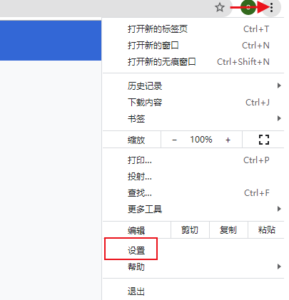 打开新的标签页 Ctrl+T
打开新的窗口 Ctrl+N
打开新的无痕窗口 Ctrl+Shift+N
历史记录
下载内容 Ctrl+J
书签
缩放 − 100% +
打印... Ctrl+P
投射...
查找... Ctrl+F
更多工具
编辑 剪切 复制 粘贴
设置
帮助
退出